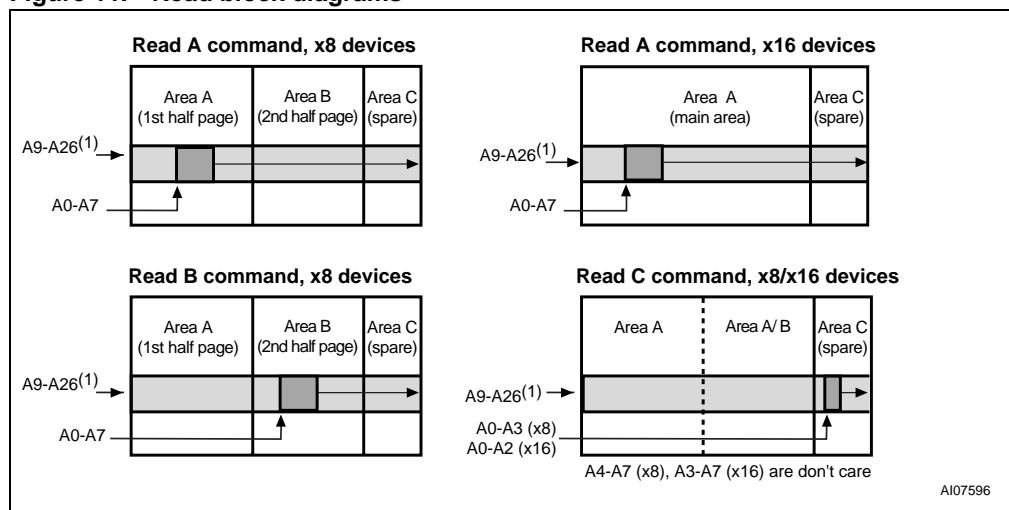 Figure 11. Read block diagrams
Read A command, x8 devices
Area A
(1st half page)
Area B
(2nd half page)
Area C
(spare)
A9-A26(1)
A0-A7
Read A command, x16 devices
Area A
(main area)
Area C
(spare)
A9-A26(1)
A0-A7
Read B command, x8 devices
Area A
(1st half page)
Area B
(2nd half page)
Area C
(spare)
A9-A26(1)
A0-A7
Read C command, x8/x16 devices
Area A
Area A/ B
Area C
(spare)
A9-A26(1)
A0-A3 (x8)
A0-A2 (x16)
A4-A7 (x8), A3-A7 (x16) are don't care
AI07596